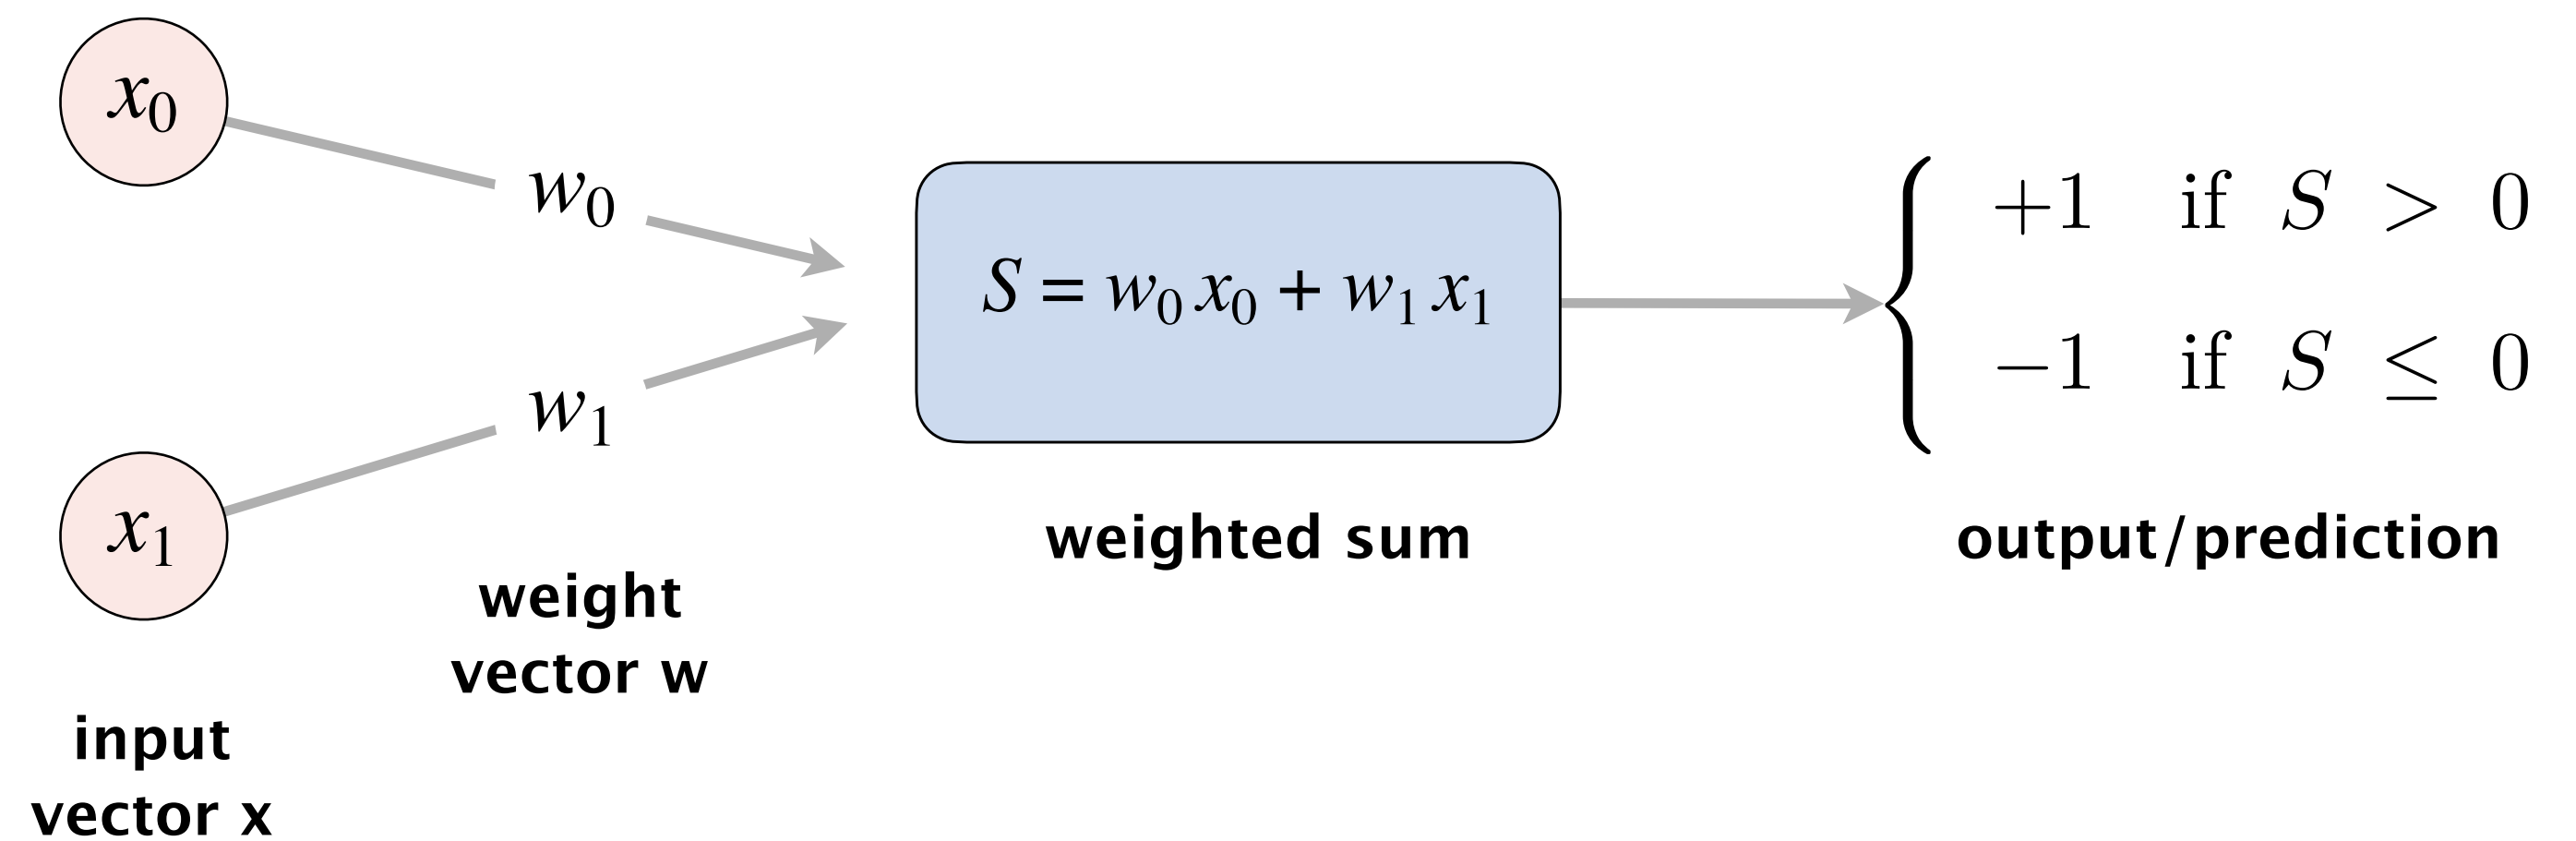 x₀
w₀
w₁
x₁
S = w₀ x₀ + w₁ x₁
+1 if S > 0
−1 if S ≤ 0
input
vector x
weight
vector w
weighted sum
output/prediction